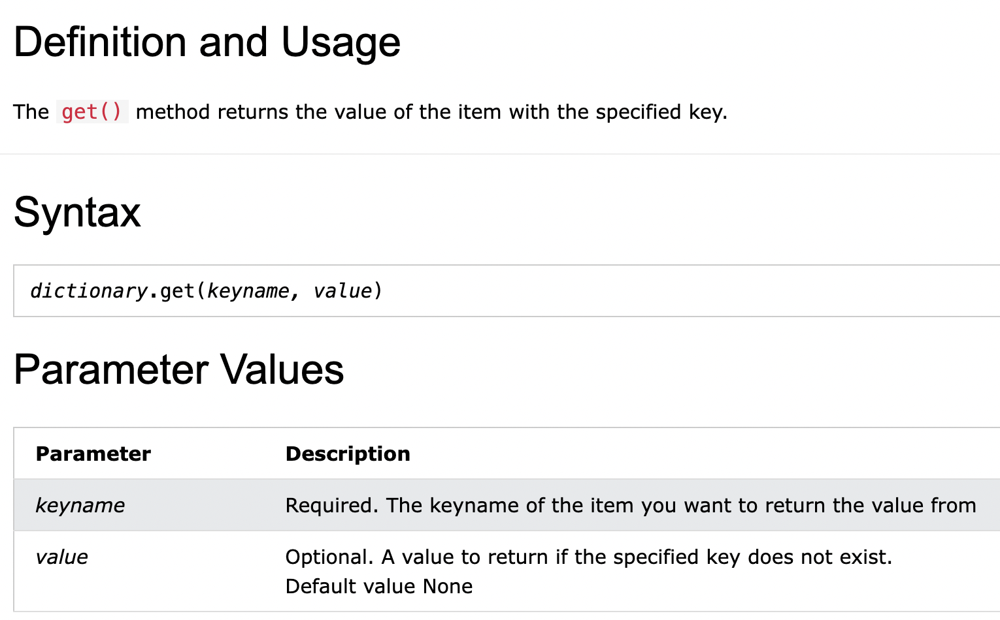 Definition and Usage
The get() method returns the value of the item with the specified key.
Syntax
dictionary.get(keyname, value)
Parameter Values
Parameter Description
keyname Required. The keyname of the item you want to return the value from
value Optional. A value to return if the specified key does not exist.
Default value None